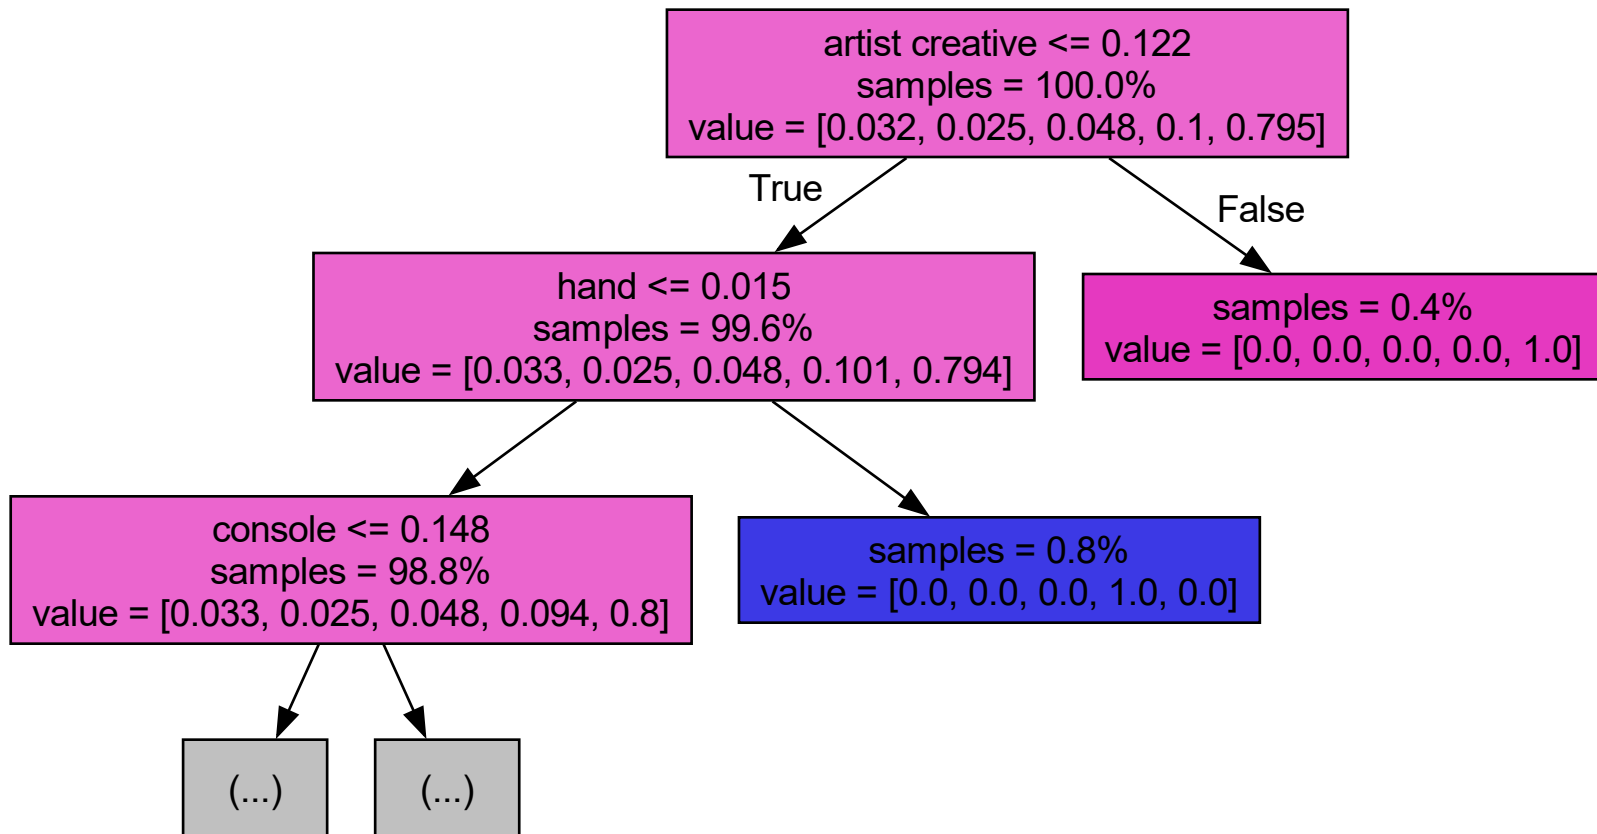 artist creative <= 0.122
samples = 100.0%
value = [0.032, 0.025, 0.048, 0.1, 0.795]
True
False
hand <= 0.015
samples = 99.6%
value = [0.033, 0.025, 0.048, 0.101, 0.794]
samples = 0.4%
value = [0.0, 0.0, 0.0, 0.0, 1.0]
console <= 0.148
samples = 98.8%
value = [0.033, 0.025, 0.048, 0.094, 0.8]
samples = 0.8%
value = [0.0, 0.0, 0.0, 1.0, 0.0]
(...)
(...)